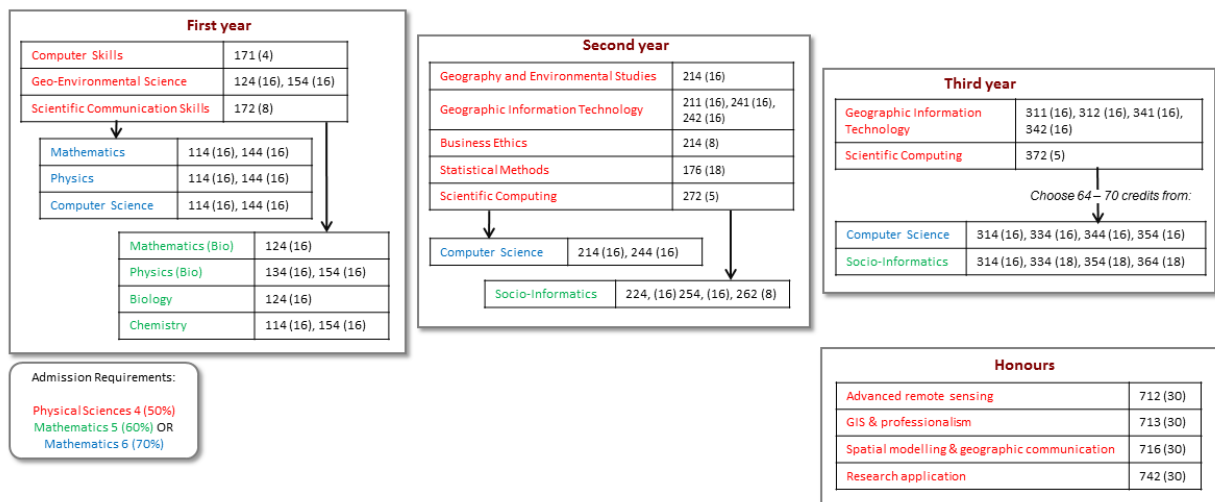 First year
Computer Skills 171 (4)
Geo-Environmental Science 124 (16), 154 (16)
Scientific Communication Skills 172 (8)
Mathematics 114 (16), 144 (16)
Physics 114 (16), 144 (16)
Computer Science 114 (16), 144 (16)
Mathematics (Bio) 124 (16)
Physics (Bio) 134 (16), 154 (16)
Biology 124 (16)
Chemistry 114 (16), 154 (16)
Admission Requirements:
Physical Sciences 4 (50%)
Mathematics 5 (60%) OR
Mathematics 6 (70%)
Second year
Geography and Environmental Studies 214 (16)
Geographic Information Technology 211 (16), 241 (16),
242 (16)
Business Ethics 214 (8)
Statistical Methods 176 (18)
Scientific Computing 272 (5)
Computer Science 214 (16), 244 (16)
Socio-Informatics 224, (16) 254, (16), 262 (8)
Third year
Geographic Information 311 (16), 312 (16), 341 (16),
Technology 342 (16)
Scientific Computing 372 (5)
Choose 64 – 70 credits from:
Computer Science 314 (16), 334 (16), 344 (16), 354 (16)
Socio-Informatics 314 (16), 334 (18), 354 (18), 364 (18)
Honours
Advanced remote sensing 712 (30)
GIS & professionalism 713 (30)
Spatial modelling & geographic communication 716 (30)
Research application 742 (30)